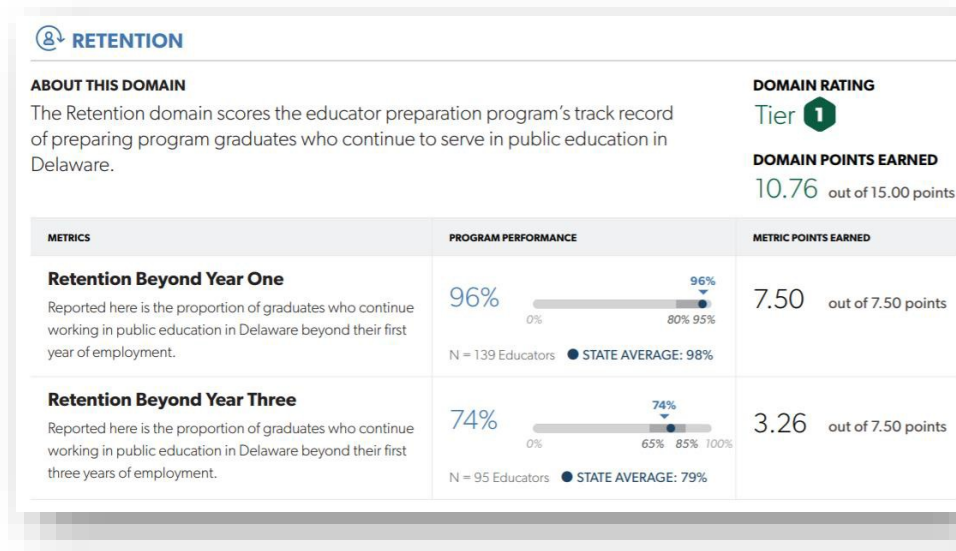 RETENTION
ABOUT THIS DOMAIN
The Retention domain scores the educator preparation program's track record
of preparing program graduates who continue to serve in public education in
Delaware.
DOMAIN RATING
Tier 1
DOMAIN POINTS EARNED
10.76 out of 15.00 points
METRICS PROGRAM PERFORMANCE METRIC POINTS EARNED
Retention Beyond Year One
Reported here is the proportion of graduates who continue
working in public education in Delaware beyond their first
year of employment.
96%
96%
0% 80% 95%
N = 139 Educators STATE AVERAGE: 98%
7.50 out of 7.50 points
Retention Beyond Year Three
Reported here is the proportion of graduates who continue
working in public education in Delaware beyond their first
three years of employment.
74%
74%
0% 65% 85% 100%
N = 95 Educators STATE AVERAGE: 79%
3.26 out of 7.50 points